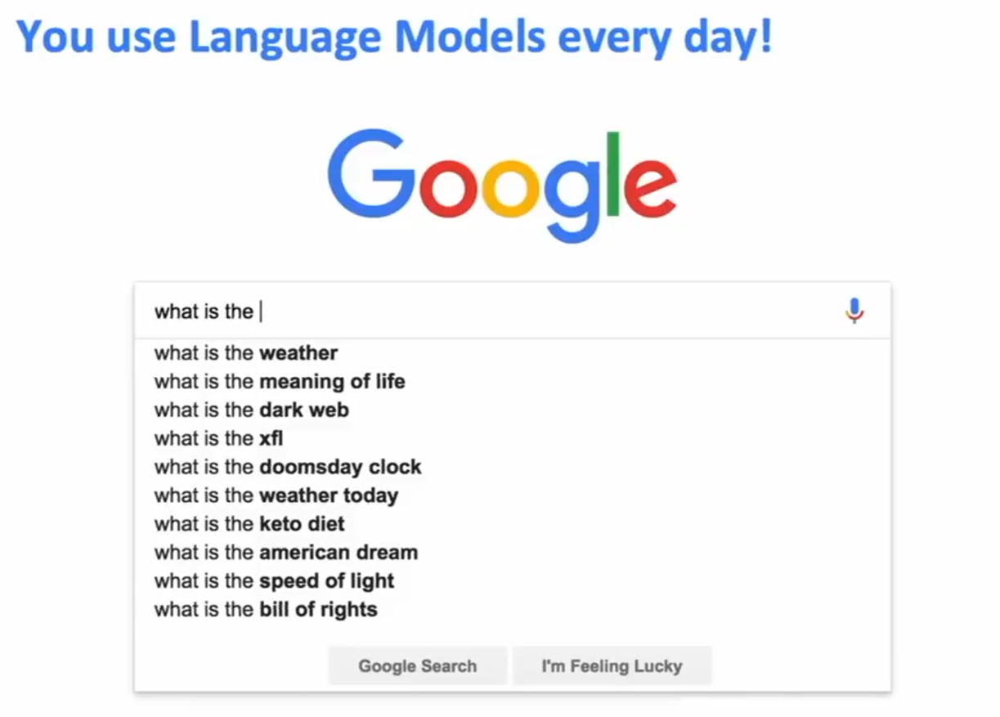 You use Language Models every day!
Google
what is the
what is the weather
what is the meaning of life
what is the dark web
what is the xfl
what is the doomsday clock
what is the weather today
what is the keto diet
what is the american dream
what is the speed of light
what is the bill of rights
Google Search I'm Feeling Lucky